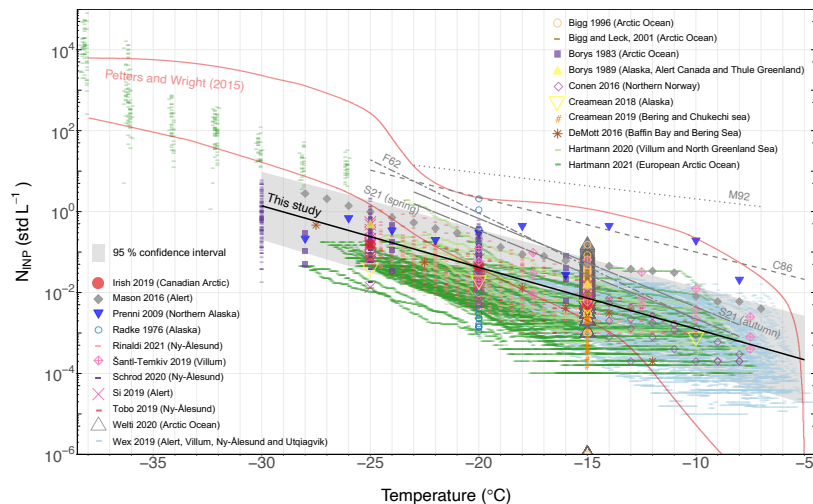 10^4
10^2
10^0
10^−2
10^−4
10^−6
N_INP (std L^−1)
Petters and Wright (2015)
F62
S21 (spring)
This study
M92
C86
S21 (autumn)
Bigg 1996 (Arctic Ocean)
Bigg and Leck, 2001 (Arctic Ocean)
Borys 1983 (Arctic Ocean)
Borys 1989 (Alaska, Alert Canada and Thule Greenland)
Conen 2016 (Northern Norway)
Creamean 2018 (Alaska)
Creamean 2019 (Bering and Chukechi sea)
DeMott 2016 (Baffin Bay and Bering Sea)
Hartmann 2020 (Villum and North Greenland Sea)
Hartmann 2021 (European Arctic Ocean)
95 % confidence interval
Irish 2019 (Canadian Arctic)
Mason 2016 (Alert)
Prenni 2009 (Northern Alaska)
Radke 1976 (Alaska)
Rinaldi 2021 (Ny-Ålesund)
Šantl-Temkiv 2019 (Villum)
Schrod 2020 (Ny-Ålesund)
Si 2019 (Alert)
Tobo 2019 (Ny-Ålesund)
Welti 2020 (Arctic Ocean)
Wex 2019 (Alert, Villum, Ny-Ålesund and Utqiagvik)
−35 −30 −25 −20 −15 −10 −5
Temperature (°C)